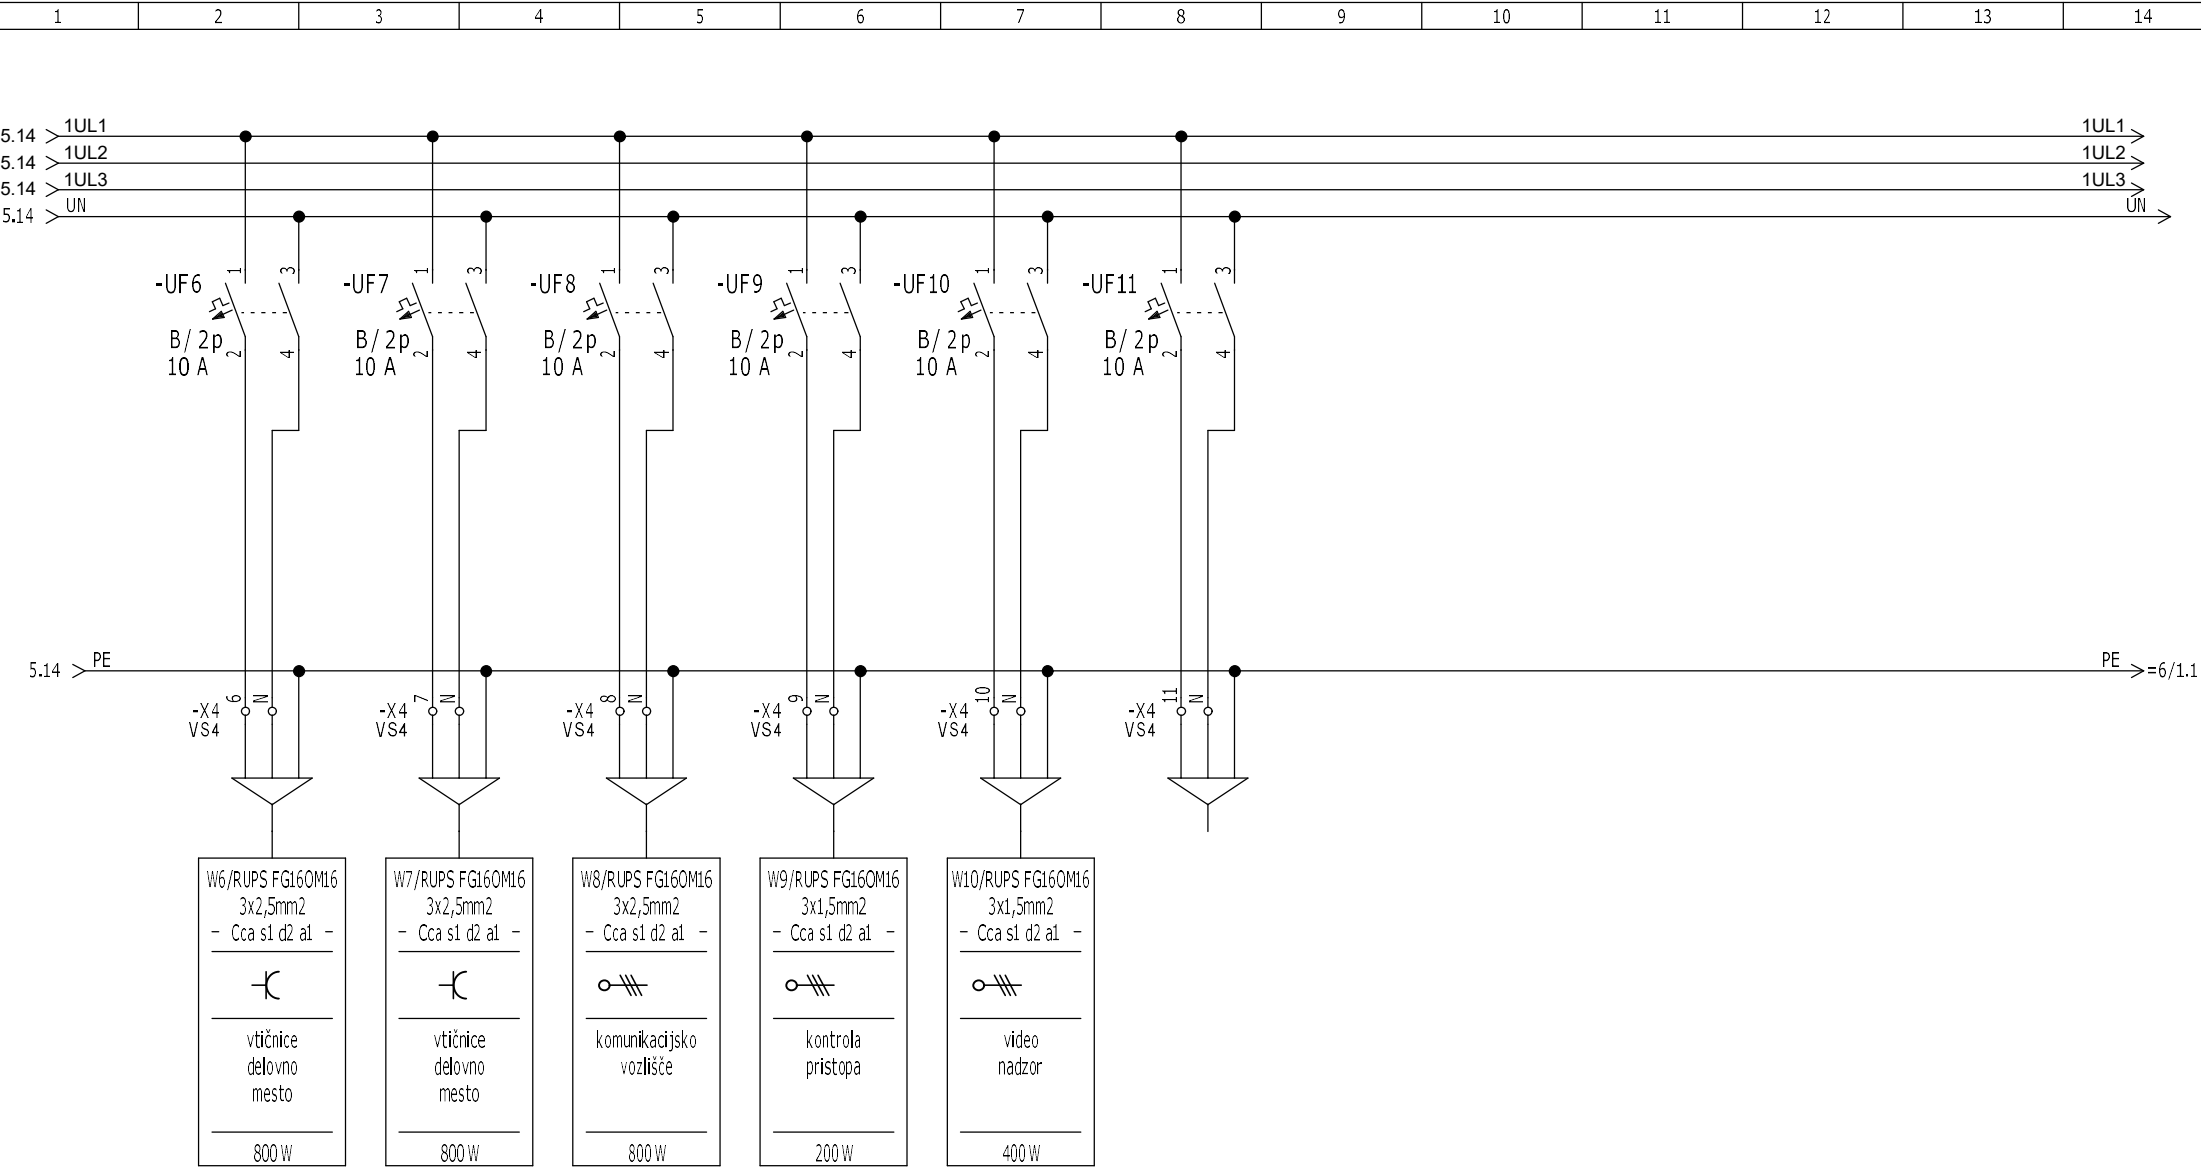 1 2 3 4 5 6 7 8 9 10 11 12 13 14
5.14 1UL1 1UL1
5.14 1UL2 1UL2
5.14 1UL3 1UL3
5.14 UN UN
1 3 1 3 1 3 1 3 1 3 1 3
-UF6 -UF7 -UF8 -UF9 -UF10 -UF11
B/ 2p B/ 2p B/ 2p B/ 2p B/ 2p B/ 2p
2 4 2 4 2 4 2 4 2 4 2 4
10 A 10 A 10 A 10 A 10 A 10 A
5.14 PE PE =6/1.1
6 N 7 N 8 N 9 N 10 N 11 N
-X4 -X4 -X4 -X4 -X4 -X4
VS4 VS4 VS4 VS4 VS4 VS4
W6/RUPS FG16OM16
3x2,5mm2
- Cca s1 d2 a1 -
vtičnice
delovno
mesto
800 W
W7/RUPS FG16OM16
3x2,5mm2
- Cca s1 d2 a1 -
vtičnice
delovno
mesto
800 W
W8/RUPS FG16OM16
3x2,5mm2
- Cca s1 d2 a1 -
komunikacijsko
vozlišče
800 W
W9/RUPS FG16OM16
3x1,5mm2
- Cca s1 d2 a1 -
kontrola
pristopa
200 W
W10/RUPS FG16OM16
3x1,5mm2
- Cca s1 d2 a1 -
video
nadzor
400 W